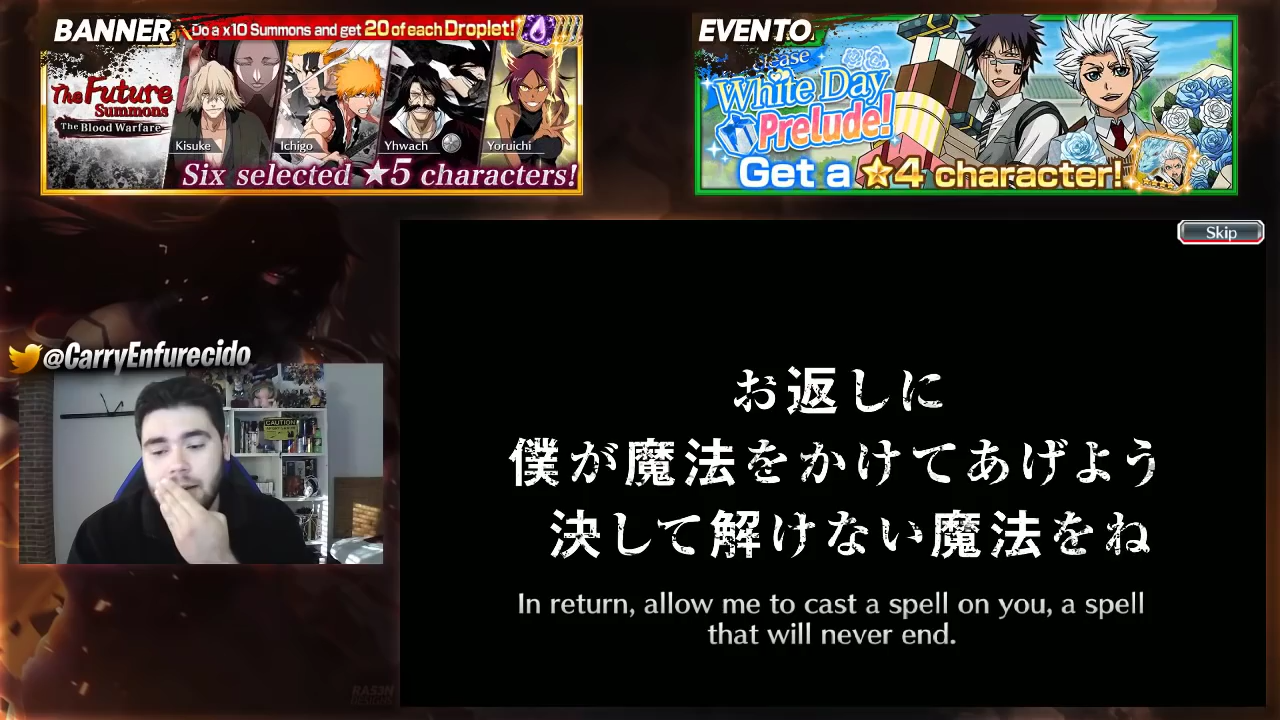 BANNER
Do a x10 Summons and get 20 of each Droplet!
The Future
Summons
The Blood Warfare
Kisuke
Ichigo
Yhwach
Yoruichi
Six selected ★5 characters!
EVENTO
White Day
Prelude!
Get a ★4 character!
Skip
@CarryEnfurecido
CAUTION
お返しに
僕が魔法をかけてあげよう
決して解けない魔法をね
In return, allow me to cast a spell on you, a spell
that will never end.
RAS3N
DESIGNS